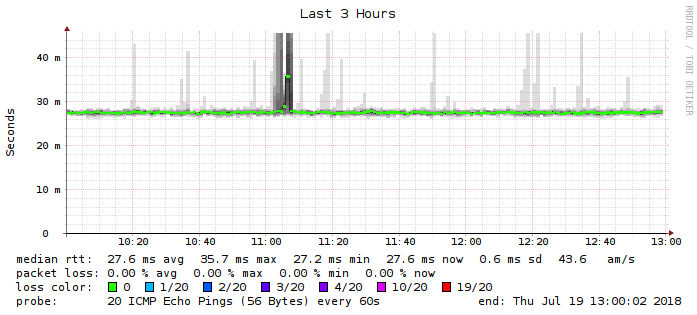 Last 3 Hours
RRDTOOL / TOBI OETIKER
Seconds
40 m
30 m
20 m
10 m
0
10:20 10:40 11:00 11:20 11:40 12:00 12:20 12:40 13:00
median rtt: 27.6 ms avg 35.7 ms max 27.2 ms min 27.6 ms now 0.6 ms sd 43.6 am/s
packet loss: 0.00 % avg 0.00 % max 0.00 % min 0.00 % now
loss color: 0 1/20 2/20 3/20 4/20 10/20 19/20
probe: 20 ICMP Echo Pings (56 Bytes) every 60s end: Thu Jul 19 13:00:02 2018